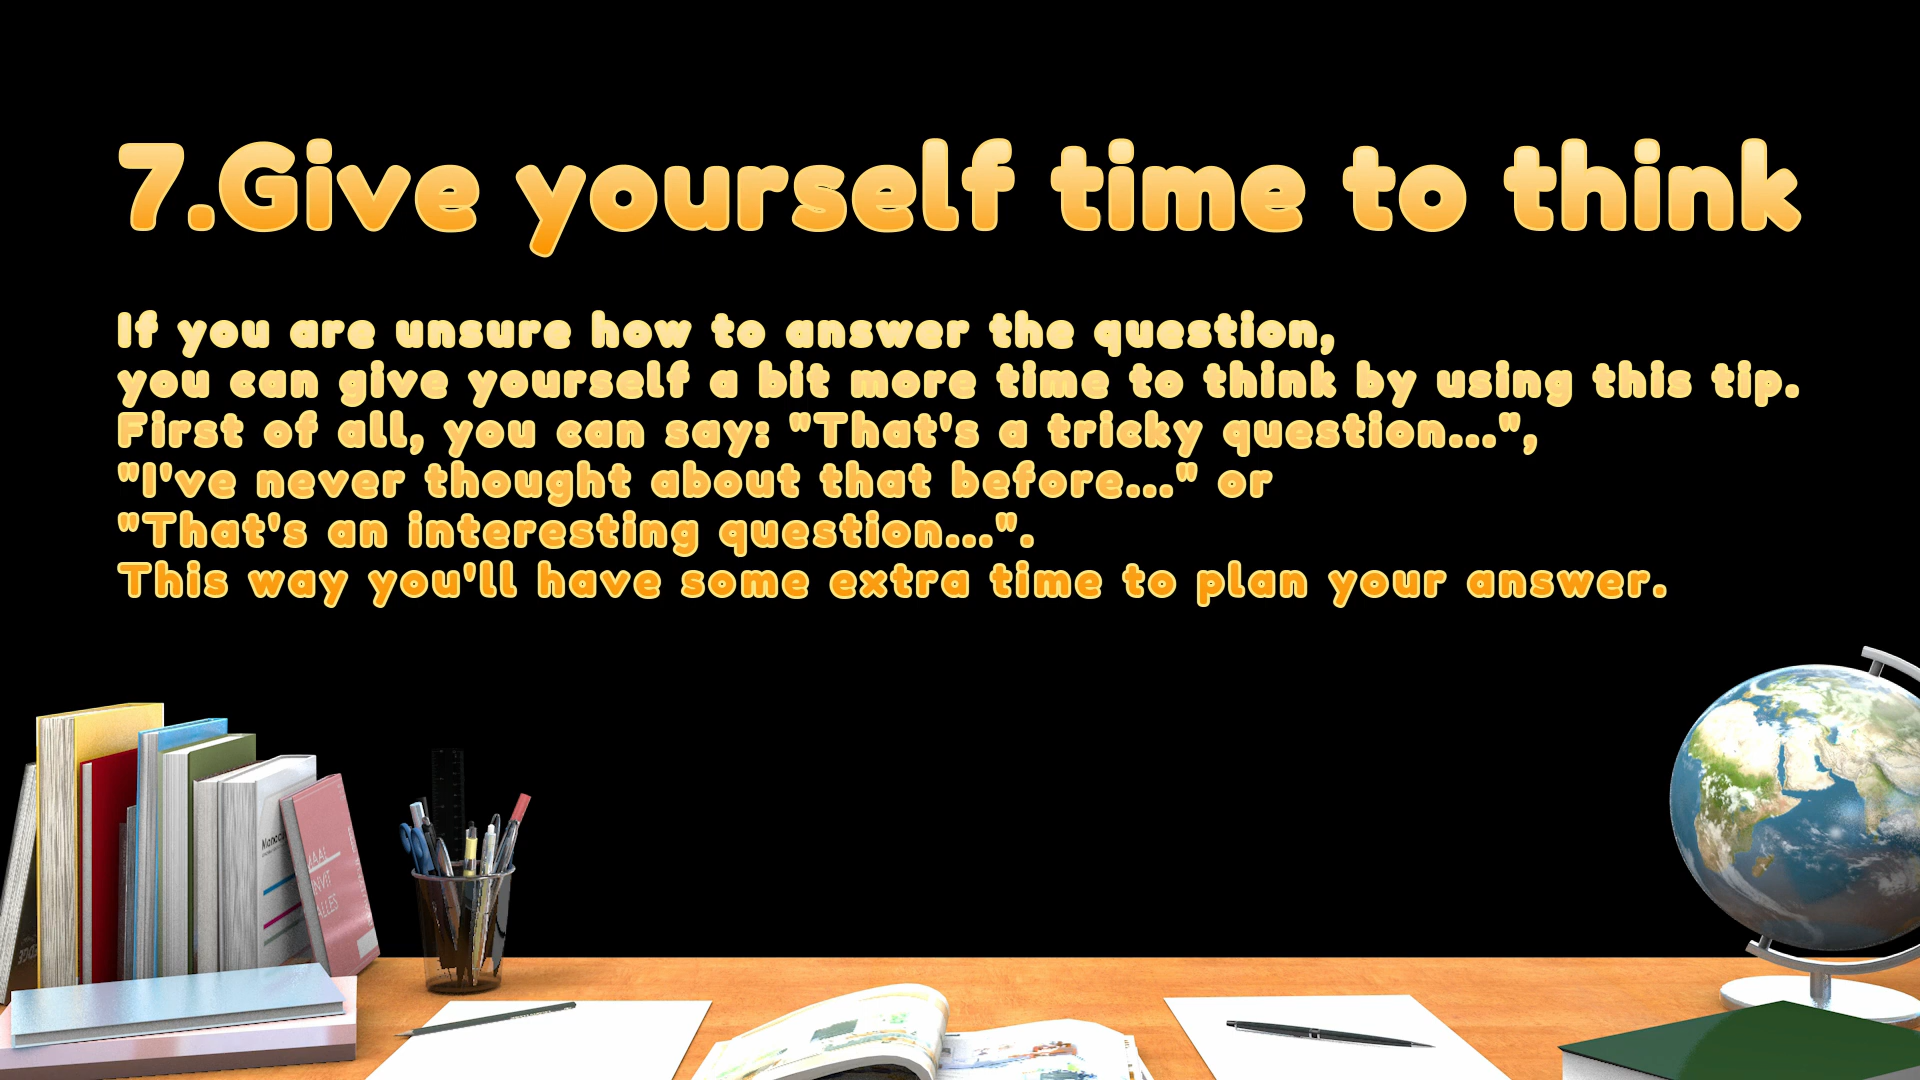 7.Give yourself time to think
If you are unsure how to answer the question,
you can give yourself a bit more time to think by using this tip.
First of all, you can say: "That's a tricky question...",
"I've never thought about that before..." or
"That's an interesting question...".
This way you'll have some extra time to plan your answer.